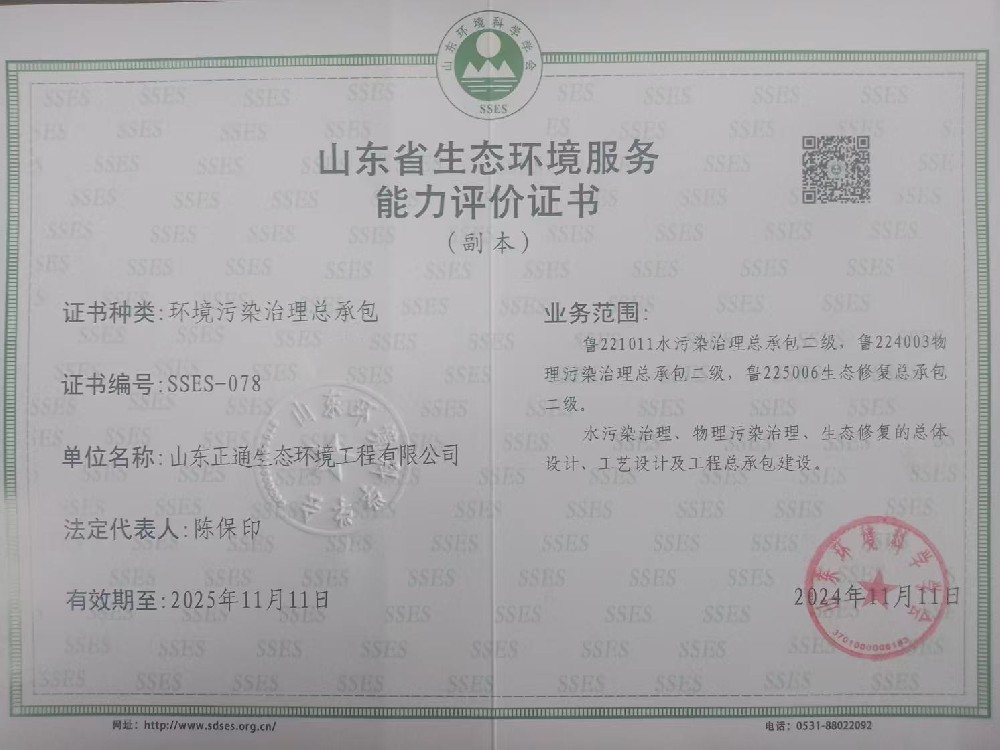 山东环境科学学会
SSES
山东省生态环境服务
能力评价证书
（副本）
证书种类:环境污染治理总承包
证书编号:SSES-078
单位名称:山东正通生态环境工程有限公司
法定代表人:陈保印
有效期至:2025年11月11日
业务范围:
鲁221011水污染治理总承包二级，鲁224003物
理污染治理总承包二级，鲁225006生态修复总承包
二级。
水污染治理、物理污染治理、生态修复的总体
设计、工艺设计及工程总承包建设。
山东环境科学学会
2024年11月11日
网址：http://www.sdses.org.cn/
电话：0531-88022092